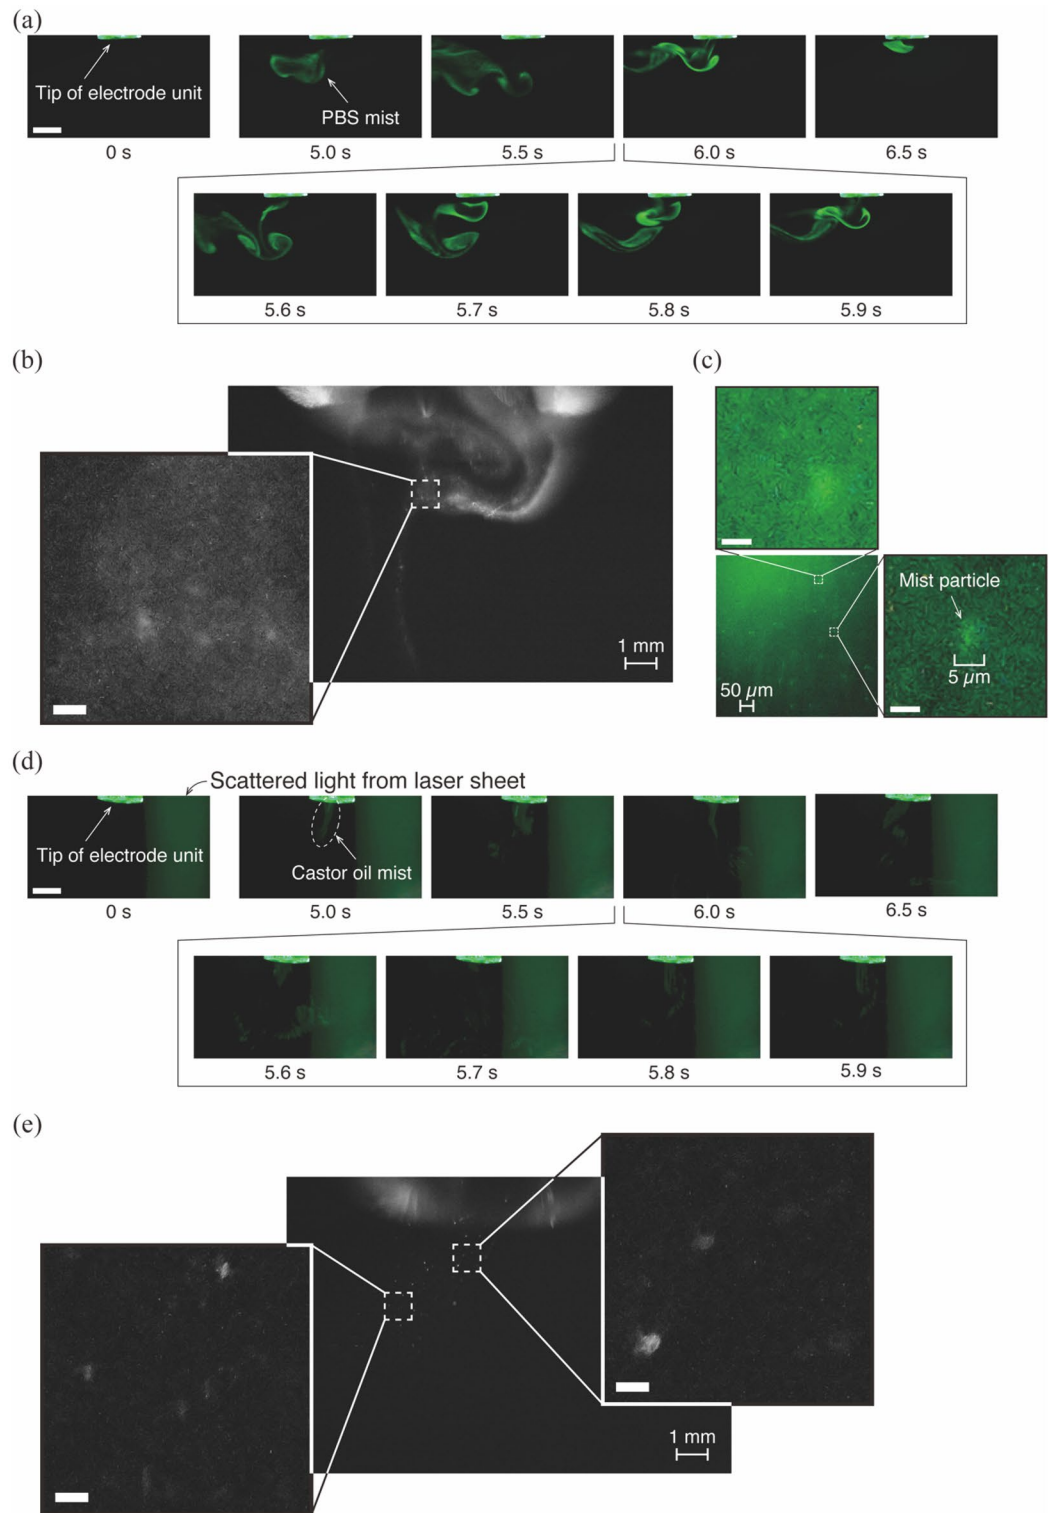 (a)
Tip of electrode unit
PBS mist
0 s
5.0 s
5.5 s
6.0 s
6.5 s
5.6 s
5.7 s
5.8 s
5.9 s
(b)
1 mm
(c)
Mist particle
5 µm
50 µm
(d)
Scattered light from laser sheet
Tip of electrode unit
Castor oil mist
0 s
5.0 s
5.5 s
6.0 s
6.5 s
5.6 s
5.7 s
5.8 s
5.9 s
(e)
1 mm